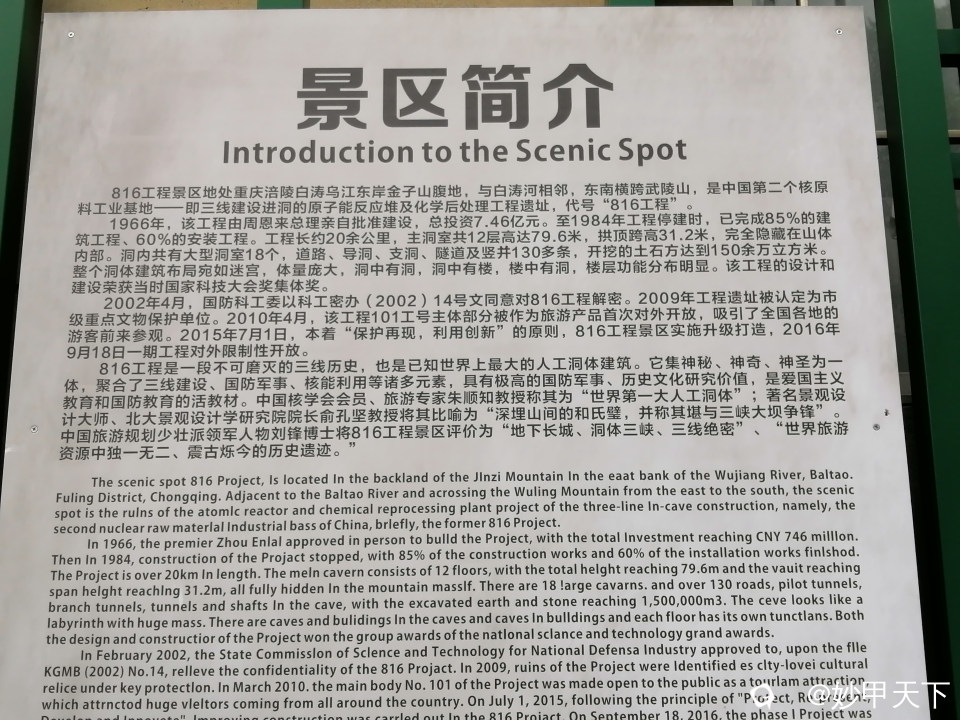 景区简介
Introduction to the Scenic Spot
816工程景区地处重庆涪陵白涛乌江东岸金子山腹地，与白涛河相邻，东南横跨武陵山，是中国第二个核原
料工业基地——即三线建设进洞的原子能反应堆及化学后处理工程遗址，代号“816工程”。
1966年，该工程由周恩来总理亲自批准建设，总投资7.46亿元。至1984年工程停建时，已完成85%的建
筑工程、60%的安装工程。工程长约20余公里，主洞室共12层高达79.6米，拱顶跨高31.2米，完全隐藏在山体
内部。洞内共有大型洞室18个，道路、导洞、支洞、隧道及竖井130多条，开挖的土石方达到150余万立方米。
整个洞体建筑布局宛如迷宫，体量庞大，洞中有洞，洞中有楼，楼中有洞，楼层功能分布明显。该工程的设计和
建设荣获当时国家科技大会奖集体奖。
2002年4月，国防科工委以科工密办（2002）14号文同意对816工程解密。2009年工程遗址被认定为市
级重点文物保护单位。2010年4月，该工程101工号主体部分被作为旅游产品首次对外开放，吸引了全国各地的
游客前来参观。2015年7月1日，本着“保护再现，利用创新”的原则，816工程景区实施升级打造，2016年
9月18日一期工程对外限制性开放。
816工程是一段不可磨灭的三线历史，也是已知世界上最大的人工洞体建筑。它集神秘、神奇、神圣为一
体，聚合了三线建设、国防军事、核能利用等诸多元素，具有极高的国防军事、历史文化研究价值，是爱国主义
教育和国防教育的活教材。中国核学会会员、旅游专家朱顺知教授称其为“世界第一大人工洞体”；著名景观设
计大师、北大景观设计学研究院院长俞孔坚教授将其比喻为“深埋山间的和氏璧，并称其堪与三峡大坝争锋”。
中国旅游规划少壮派领军人物刘锋博士将816工程景区评价为“地下长城、洞体三峡、三线绝密”、“世界旅游
资源中独一无二、震古烁今的历史遗迹。”
The scenic spot 816 Project, Is located In the backland of the JInzi Mountain In the eaat bank of the Wujiang River, Baltao.
Fuling District, Chongqing. Adjacent to the Baltao River and acrossing the Wuling Mountain from the east to the south, the scenic
spot is the ruIns of the atomIc reactor and chemical reprocessing plant project of the three-line In-cave construction, namely, the
second nuclear raw materIal Industrial bass of China, brlefly, the former 816 Project.
In 1966, the premier Zhou Enlal approved in person to bulld the Project, with the total Investment reaching CNY 746 milllon.
Then In 1984, construction of the Project stopped, with 85% of the construction works and 60% of the installation works finlshod.
The Project is over 20km In length. The meln cavern consists of 12 floors, with the total helght reaching 79.6m and the vauit reaching
span helght reachlng 31.2m, all fully hidden In the mountain masslf. There are 18 !arge cavarns. and over 130 roads, pilot tunnels,
branch tunnels, tunnels and shafts In the cave, with the excavated earth and stone reaching 1,500,000m3. The ceve looks like a
labyrinth with huge mass. There are caves and bulidings In the caves and caves In bulldings and each floor has its own tunctlans. Both
the design and constructior of the Project won the group awards of the natlonal sclance and technology grand awards.
In February 2002, the State Commisslon of Sclence and Technology for National Defensa Industry approved to, upon the flle
KGMB (2002) No.14, relleve the confidentiality of the 816 Projact. In 2009, ruins of the Project were Identified es clty-lovei cultural
relice under key protectlon. In March 2010. the main body No. 101 of the Project was made open to the public as a tourlam attraction,
which attrnctod huge vleltors coming from all around the country. On July 1, 2015, following the principle of "Protect,
Improving construction was carried out In the 816 Project. On September 18, 2016, the phase I Project was
@妙甲天下